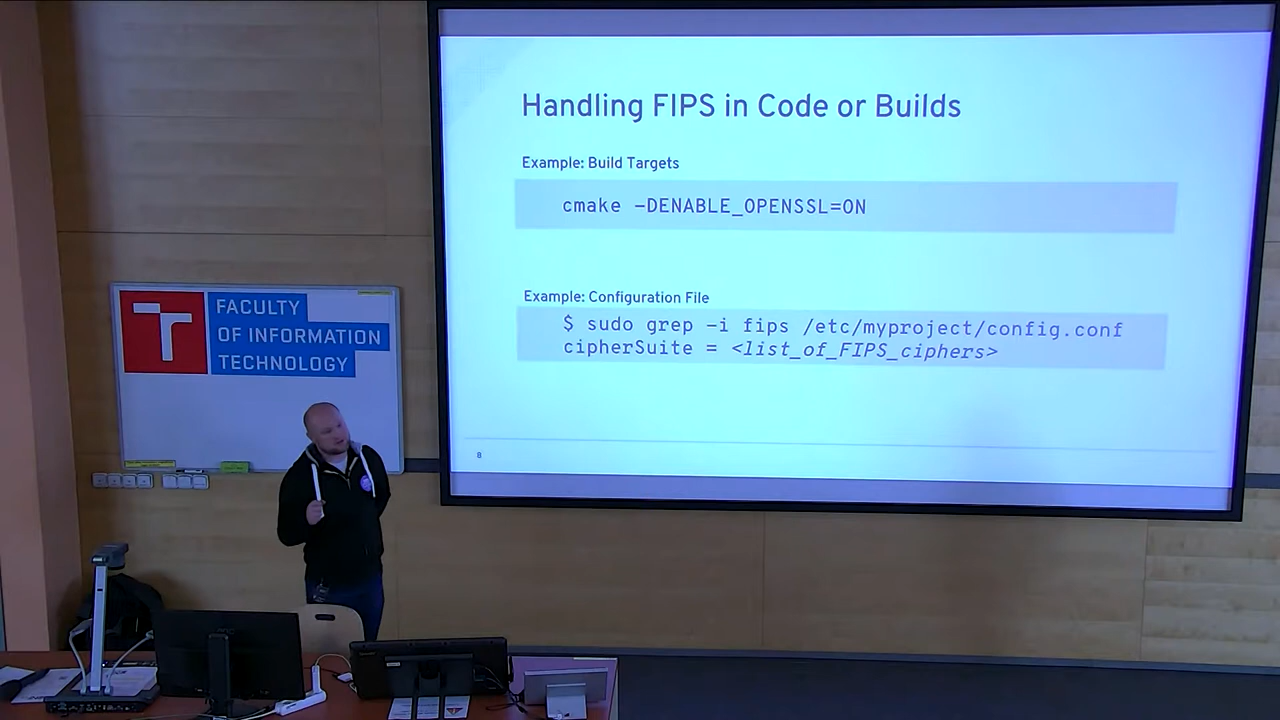 Handling FIPS in Code or Builds
Example: Build Targets
cmake -DENABLE_OPENSSL=ON
Example: Configuration File
$ sudo grep -i fips /etc/myproject/config.conf
cipherSuite = <list_of_FIPS_ciphers>
8
FACULTY
OF INFORMATION
TECHNOLOGY